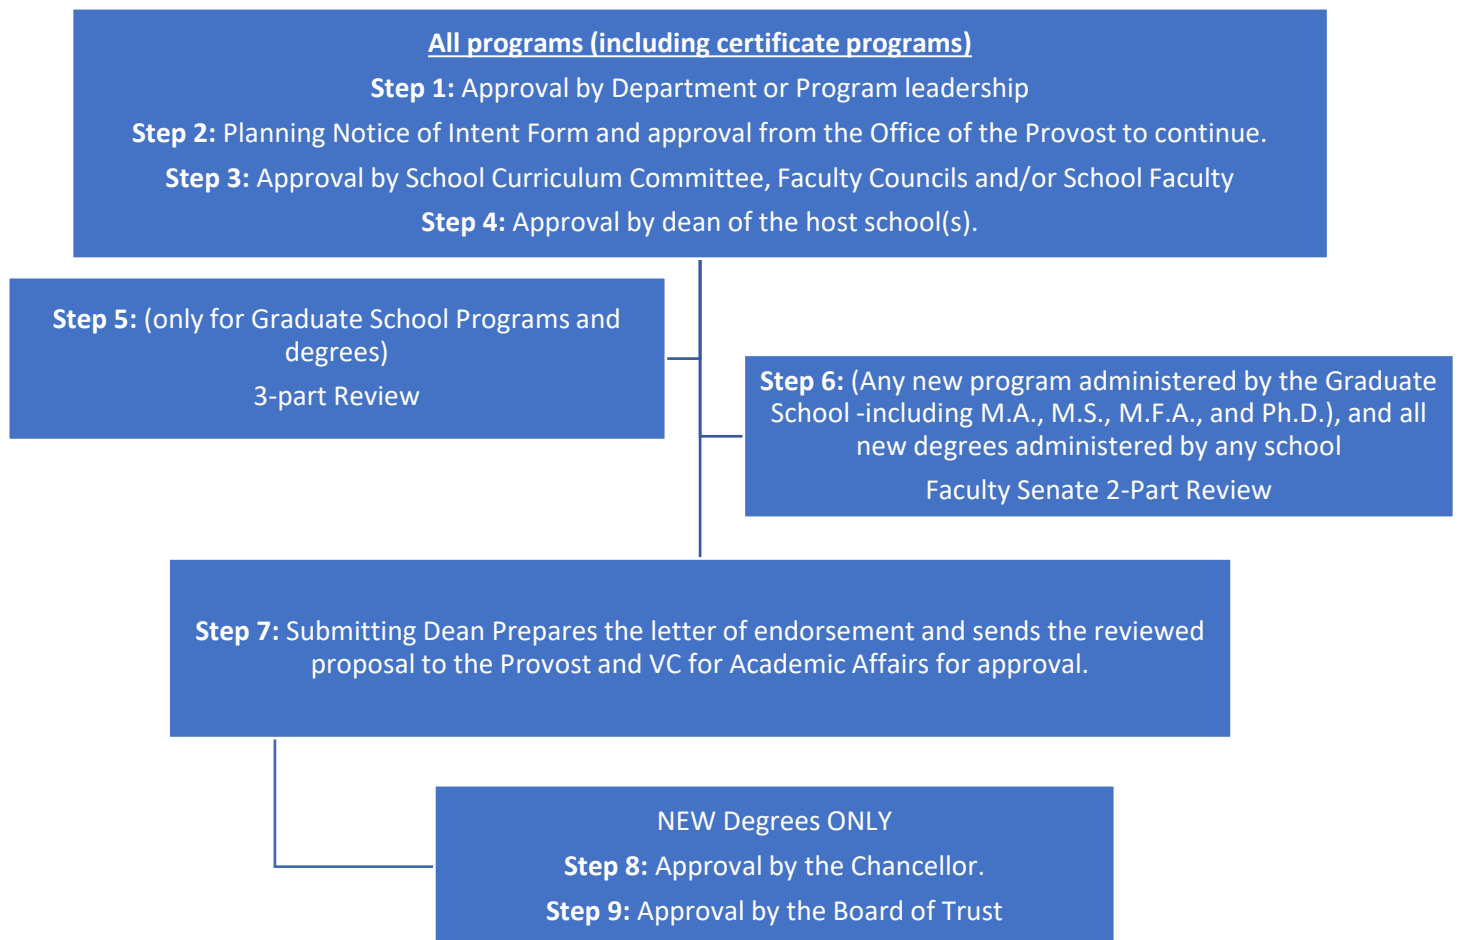 All programs (including certificate programs)
Step 1: Approval by Department or Program leadership
Step 2: Planning Notice of Intent Form and approval from the Office of the Provost to continue.
Step 3: Approval by School Curriculum Committee, Faculty Councils and/or School Faculty
Step 4: Approval by dean of the host school(s).
Step 5: (only for Graduate School Programs and
degrees)
3-part Review
Step 6: (Any new program administered by the Graduate
School -including M.A., M.S., M.F.A., and Ph.D.), and all
new degrees administered by any school
Faculty Senate 2-Part Review
Step 7: Submitting Dean Prepares the letter of endorsement and sends the reviewed
proposal to the Provost and VC for Academic Affairs for approval.
NEW Degrees ONLY
Step 8: Approval by the Chancellor.
Step 9: Approval by the Board of Trust